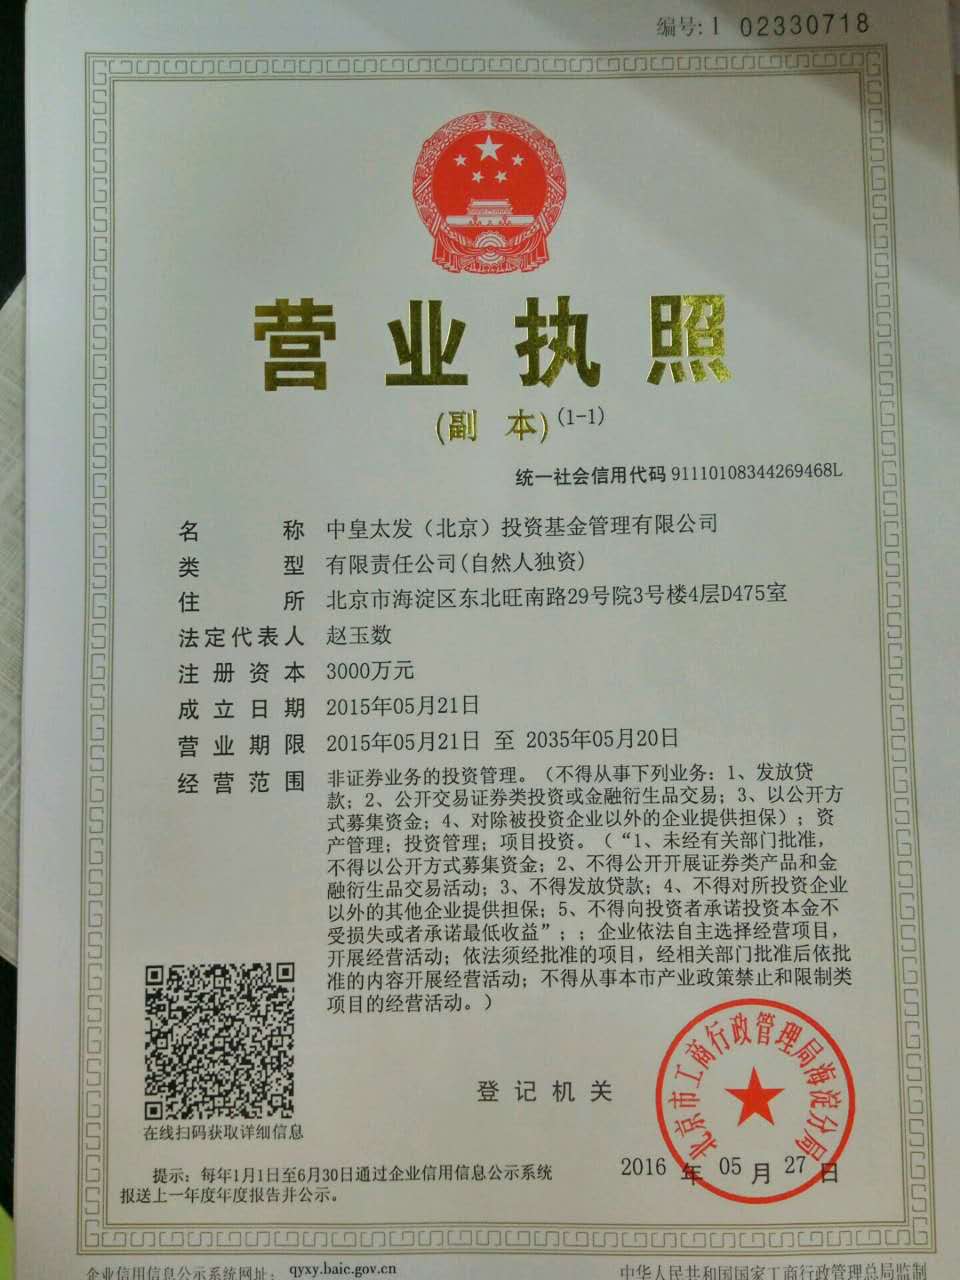 编号:1 02330718
营业执照
(副 本)(1-1)
统一社会信用代码 91110108344269468L
名 称 中皇太发（北京）投资基金管理有限公司
类 型 有限责任公司(自然人独资)
住 所 北京市海淀区东北旺南路29号院3号楼4层D475室
法定代表人 赵玉数
注册资本 3000万元
成立日期 2015年05月21日
营业期限 2015年05月21日 至 2035年05月20日
经营范围 非证券业务的投资管理。（不得从事下列业务：1、发放贷
款；2、公开交易证券类投资或金融衍生品交易；3、以公开方
式募集资金；4、对除被投资企业以外的企业提供担保）；资
产管理；投资管理；项目投资。（“1、未经有关部门批准，
不得以公开方式募集资金；2、不得公开开展证券类产品和金
融衍生品交易活动；3、不得发放贷款；4、不得对所投资企业
以外的其他企业提供担保；5、不得向投资者承诺投资本金不
受损失或者承诺最低收益”；；企业依法自主选择经营项目，
开展经营活动；依法须经批准的项目，经相关部门批准后依批
准的内容开展经营活动；不得从事本市产业政策禁止和限制类
项目的经营活动。）
在线扫码获取详细信息
登记机关
北京市工商行政管理局海淀分局
2016 年 05 月 27 日
提示：每年1月1日至6月30日通过企业信用信息公示系统
报送上一年度年度报告并公示。
企业信用信息公示系统网址： qyxy.baic.gov.cn
中华人民共和国国家工商行政管理总局监制